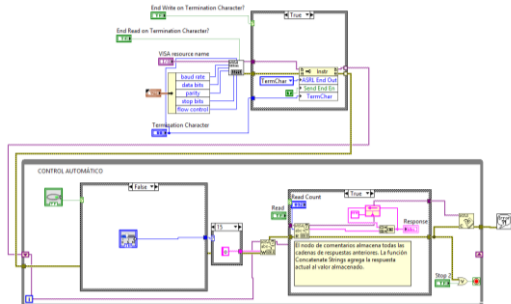 End Write on Termination Character?
True
End Read on Termination Character?
VISA resource name
Instr
TermChar
ASRL End Out
Send End En
TermChar
baud rate
data bits
parity
stop bits
flow control
Termination Character
CONTROL AUTOMÁTICO
False
Read Count
True
Read
Response
El nodo de comentarios almacena todas las
cadenas de respuestas anteriores. La función
Concatenate Strings agrega la repuesta
actual al valor almacenado.
Stop 2